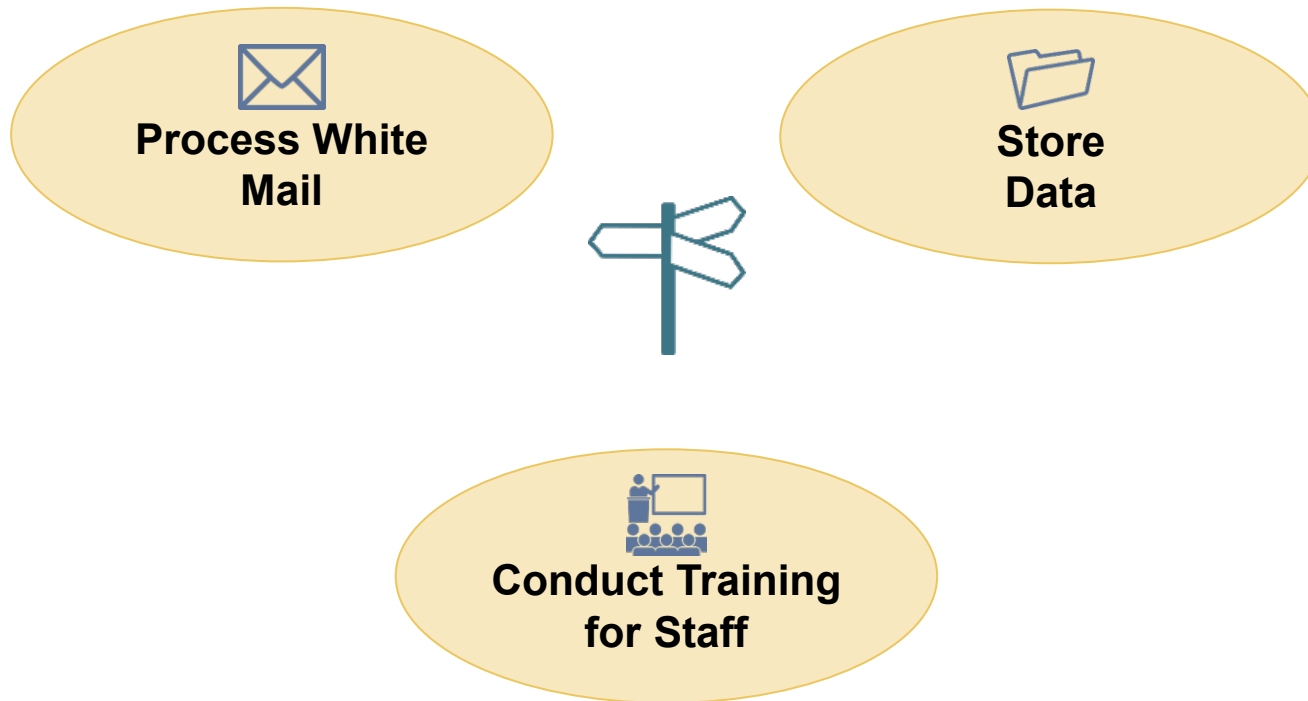 Process White
Mail
Store
Data
Conduct Training
for Staff